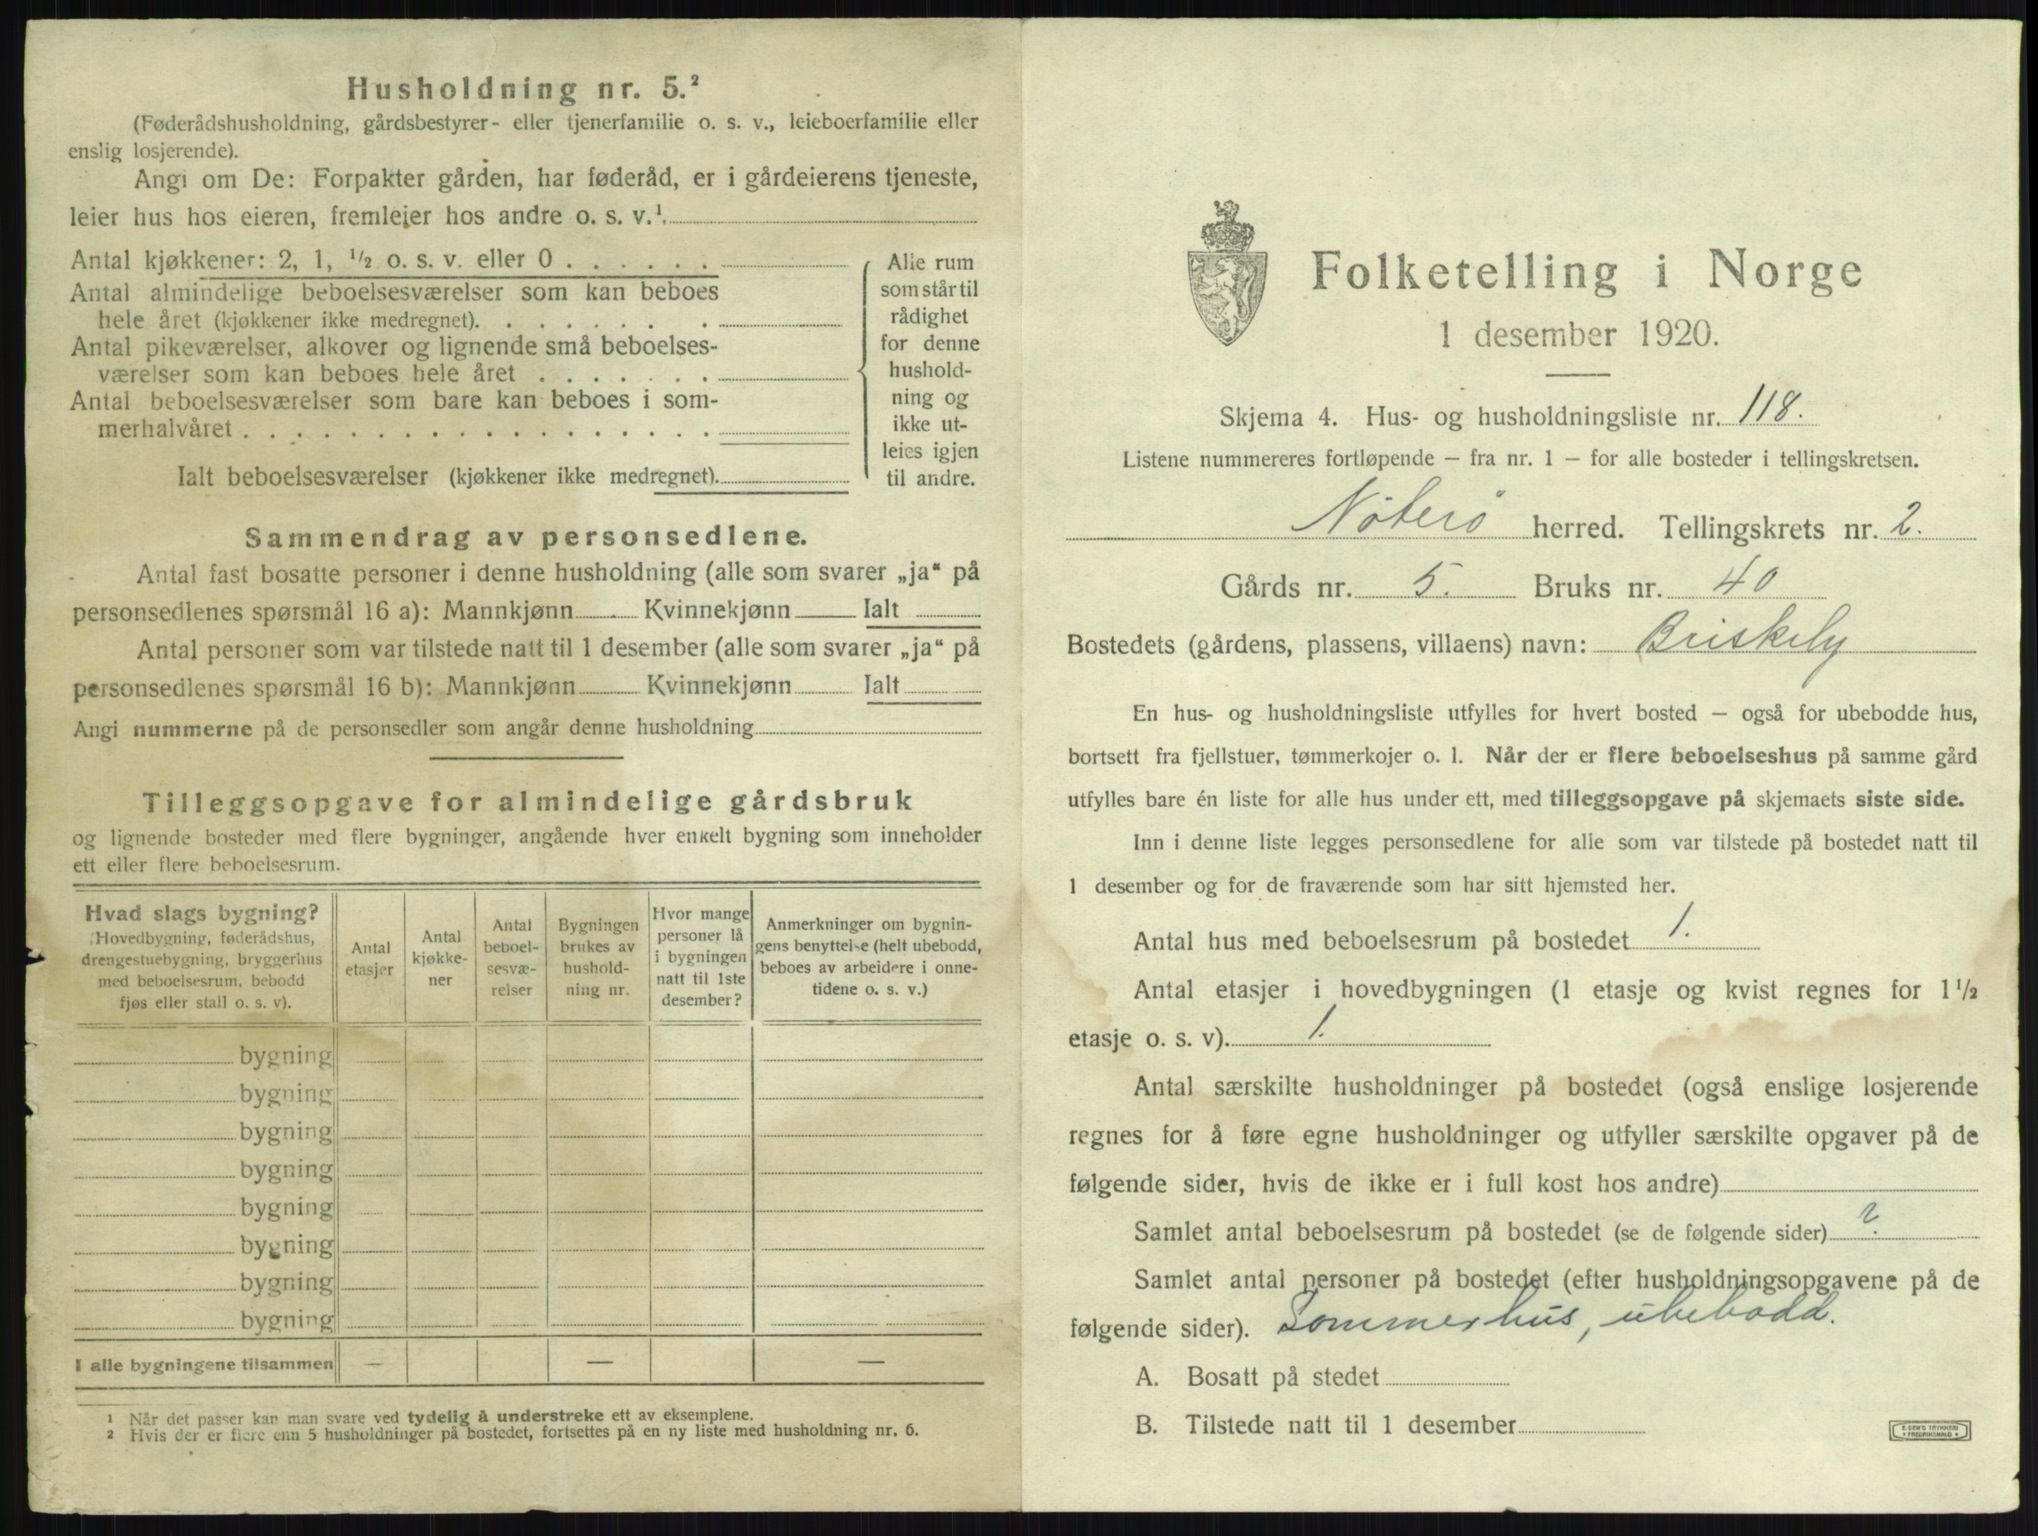 Husholdning nr. 5.²
(Føderådshusholdning, gårdsbestyrer- eller tjenerfamilie o. s. v., leieboerfamilie eller
enslig losjerende).
Angi om De: Forpakter gården, har føderåd, er i gårdeierens tjeneste,
leier hus hos eieren, fremleier hos andre o. s. v.¹
Antal kjøkkener: 2, 1, ½ o. s. v. eller 0 . . . . . .
Antal almindelige beboelsesværelser som kan beboes
hele året (kjøkkener ikke medregnet). . . . . . . . .
Antal pikeværelser, alkover og lignende små beboelses-
værelser som kan beboes hele året . . . . . . .
Antal beboelsesværelser som bare kan beboes i som-
merhalvåret . . . . . . . . . . . . . . . . . .
Ialt beboelsesværelser (kjøkkener ikke medregnet).
Alle rum
som står til
rådighet
for denne
hushold-
ning og
ikke ut-
leies igjen
til andre.
Sammendrag av personsedlene.
Antal fast bosatte personer i denne husholdning (alle som svarer „ja“ på
personsedlenes spørsmål 16 a): Mannkjønn Kvinnekjønn Ialt
Antal personer som var tilstede natt til 1 desember (alle som svarer „ja“ på
personsedlenes spørsmål 16 b): Mannkjønn Kvinnekjønn Ialt
Angi nummerne på de personsedler som angår denne husholdning
Tilleggsopgave for almindelige gårdsbruk
og lignende bosteder med flere bygninger, angående hver enkelt bygning som inneholder
ett eller flere beboelsesrum.
Hvad slags bygning?
(Hovedbygning, føderådshus,
drengestuebygning, bryggerhus
med beboelsesrum, bebodd
fjøs eller stall o. s. v).
Antal
etasjer
Antal
kjøkke-
ner
Antal
beboel-
sesvæ-
relser
Bygningen
brukes av
hushold-
ning nr.
Hvor mange
personer lå
i bygningen
natt til 1ste
desember?
Anmerkninger om bygnin-
gens benyttelse (helt ubebodd,
beboes av arbeidere i onne-
tidene o. s. v.)
bygning
bygning
bygning
bygning
bygning
bygning
bygning
bygning
I alle bygningene tilsammen — — —
¹ Når det passer kan man svare ved tydelig å understreke ett av eksemplene.
² Hvis der er flere enn 5 husholdninger på bostedet, fortsettes på en ny liste med husholdning nr. 6.
Folketelling i Norge
1 desember 1920.
Skjema 4. Hus- og husholdningsliste nr. 118.
Listene nummereres fortløpende – fra nr. 1 – for alle bosteder i tellingskretsen.
Nøterø herred. Tellingskrets nr. 2.
Gårds nr. 5. Bruks nr. 40
Bostedets (gårdens, plassens, villaens) navn: Briskely
En hus- og husholdningsliste utfylles for hvert bosted – også for ubebodde hus,
bortsett fra fjellstuer, tømmerkojer o. l. Når der er flere beboelseshus på samme gård
utfylles bare én liste for alle hus under ett, med tilleggsopgave på skjemaets siste side.
Inn i denne liste legges personsedlene for alle som var tilstede på bostedet natt til
1 desember og for de fraværende som har sitt hjemsted her.
Antal hus med beboelsesrum på bostedet 1.
Antal etasjer i hovedbygningen (1 etasje og kvist regnes for 1½
etasje o. s. v). 1.
Antal særskilte husholdninger på bostedet (også enslige losjerende
regnes for å føre egne husholdninger og utfyller særskilte opgaver på de
følgende sider, hvis de ikke er i full kost hos andre)
Samlet antal beboelsesrum på bostedet (se de følgende sider) ?
Samlet antal personer på bostedet (efter husholdningsopgavene på de
følgende sider). Sommerhus, ubebodd.
A. Bosatt på stedet
B. Tilstede natt til 1 desember
E. SEM'S TRYKKERI
• FREDRIKSHALD •